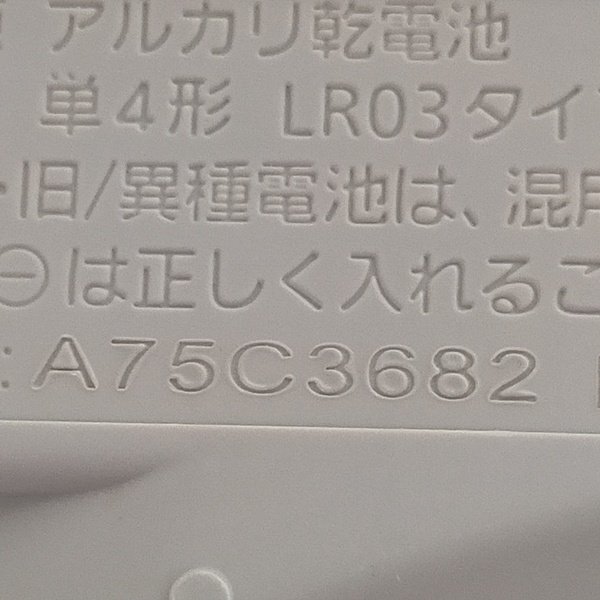 アルカリ乾電池
単4形 LR03タイ
・旧/異種電池は、混用
⊖は正しく入れるこ
:A75C3682